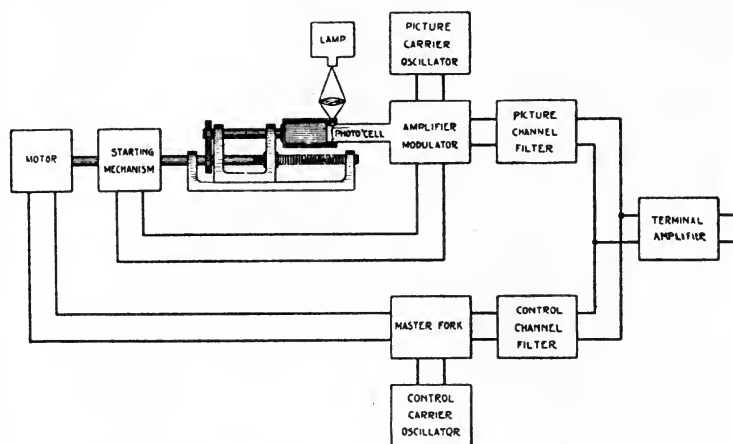 LAMP
PICTURE
CARRIER
OSCILLATOR
MOTOR
STARTING
MECHANISM
PHOTO CELL
AMPLIFIER
MODULATOR
PICTURE
CHANNEL
FILTER
TERMINAL
AMPLIFIER
MASTER FORK
CONTROL
CHANNEL
FILTER
CONTROL
CARRIER
OSCILLATOR